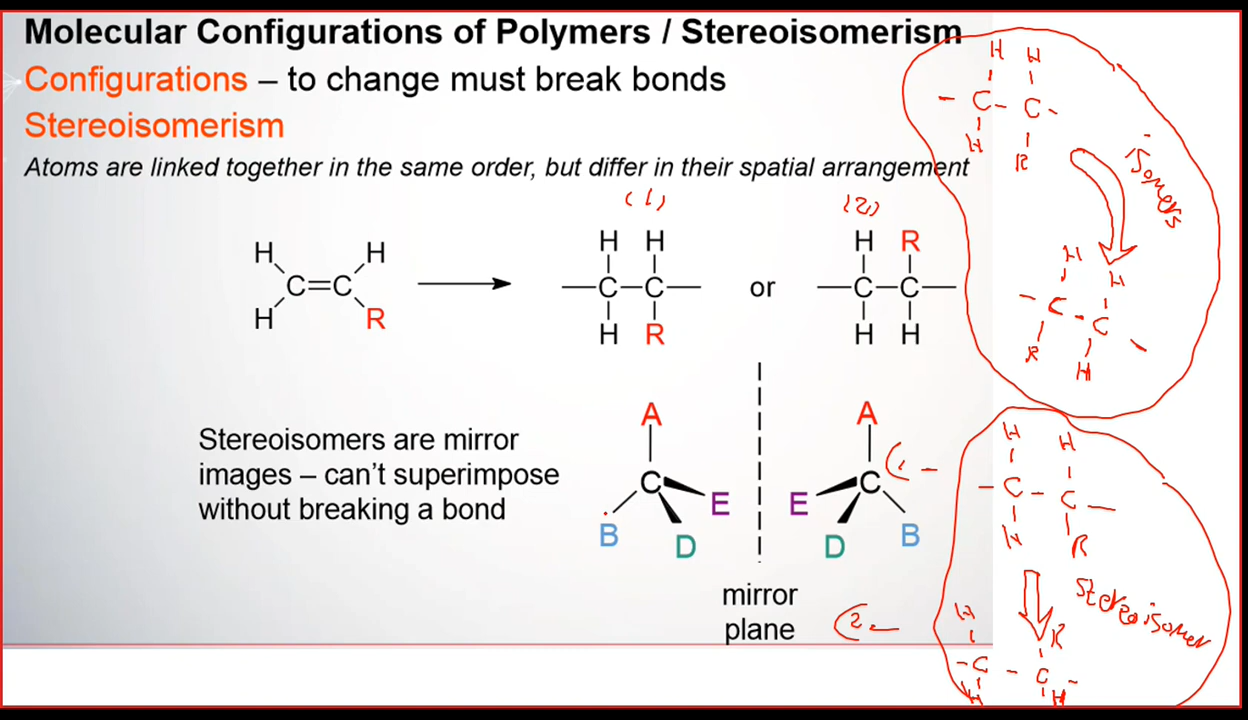 Molecular Configurations of Polymers / Stereoisomerism
Configurations – to change must break bonds
Stereoisomerism
Atoms are linked together in the same order, but differ in their spatial arrangement
(1) (2)
H H H H H R
C=C —C—C— or —C—C—
H R H R H H
Stereoisomers are mirror
images – can't superimpose
without breaking a bond
A A
C C
E E
B D D B
mirror
plane
(1 –
(2 –
H H
- C - C -
H R
isomers
H H
- C - C -
R H
H H
- C - C -
H R
stereoisomer
H R
- C - C -
H H